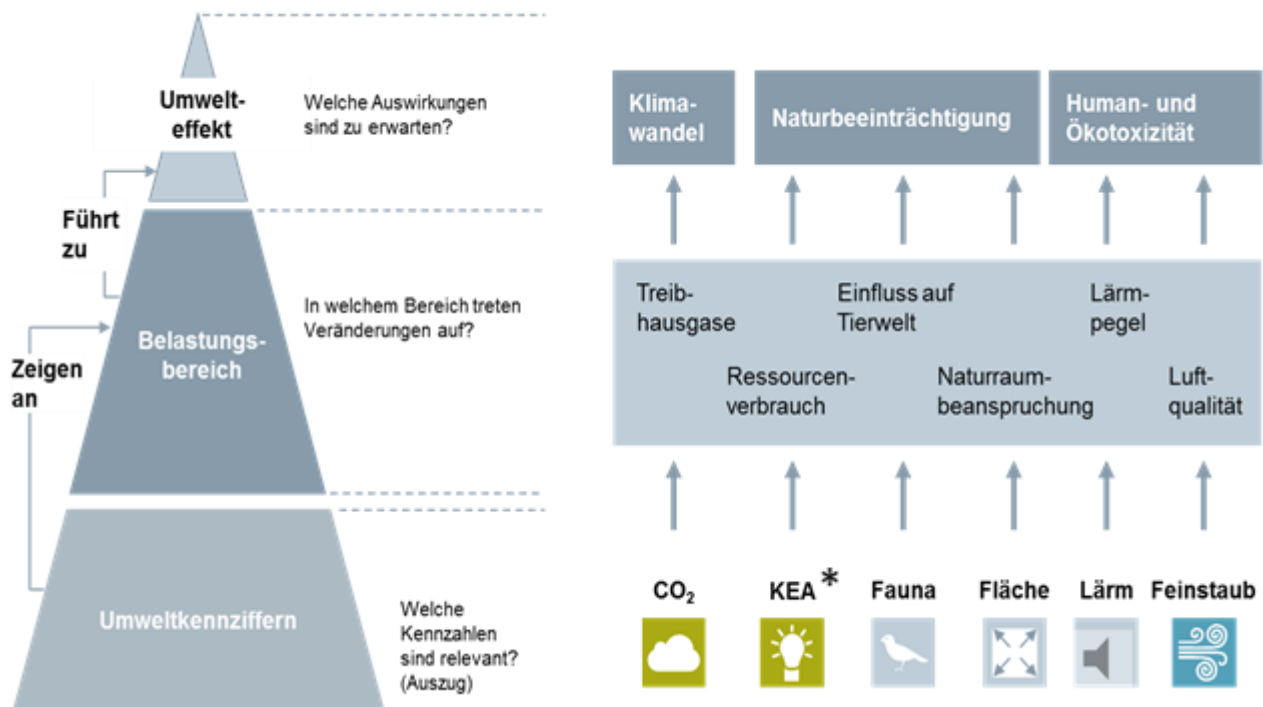 Umwelt-
effekt
Welche Auswirkungen
sind zu erwarten?
Führt
zu
Belastungs-
bereich
In welchem Bereich treten
Veränderungen auf?
Zeigen
an
Umweltkennziffern
Welche
Kennzahlen
sind relevant?
(Auszug)
Klima-
wandel
Naturbeeinträchtigung
Human- und
Ökotoxizität
Treib-
hausgase
Einfluss auf
Tierwelt
Lärm-
pegel
Ressourcen-
verbrauch
Naturraum-
beanspruchung
Luft-
qualität
CO₂ KEA * Fauna Fläche Lärm Feinstaub